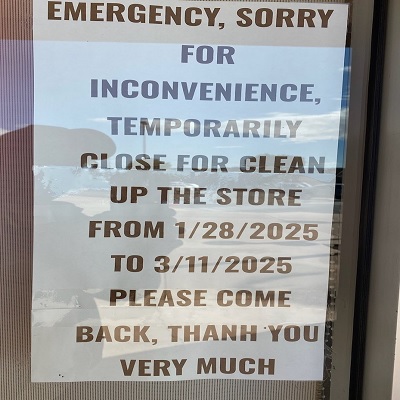 EMERGENCY, SORRY
FOR
INCONVENIENCE,
TEMPORARILY
CLOSE FOR CLEAN
UP THE STORE
FROM 1/28/2025
TO 3/11/2025
PLEASE COME
BACK, THANH YOU
VERY MUCH